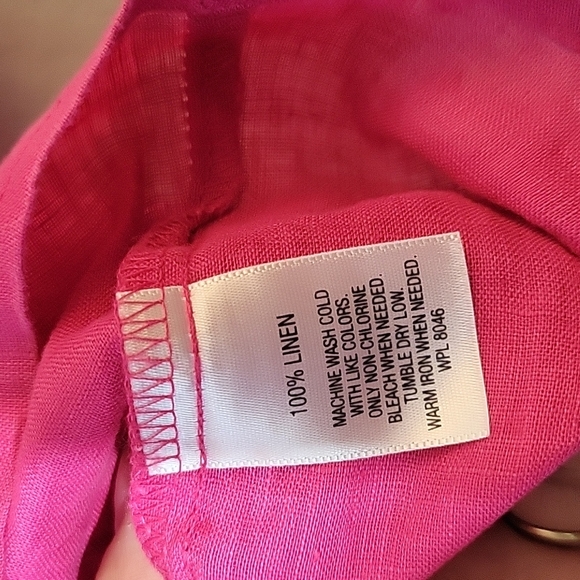 100% LINEN
MACHINE WASH COLD
WITH LIKE COLORS.
ONLY NON-CHLORINE
BLEACH WHEN NEEDED.
TUMBLE DRY LOW.
WARM IRON WHEN NEEDED.
WPL 8046